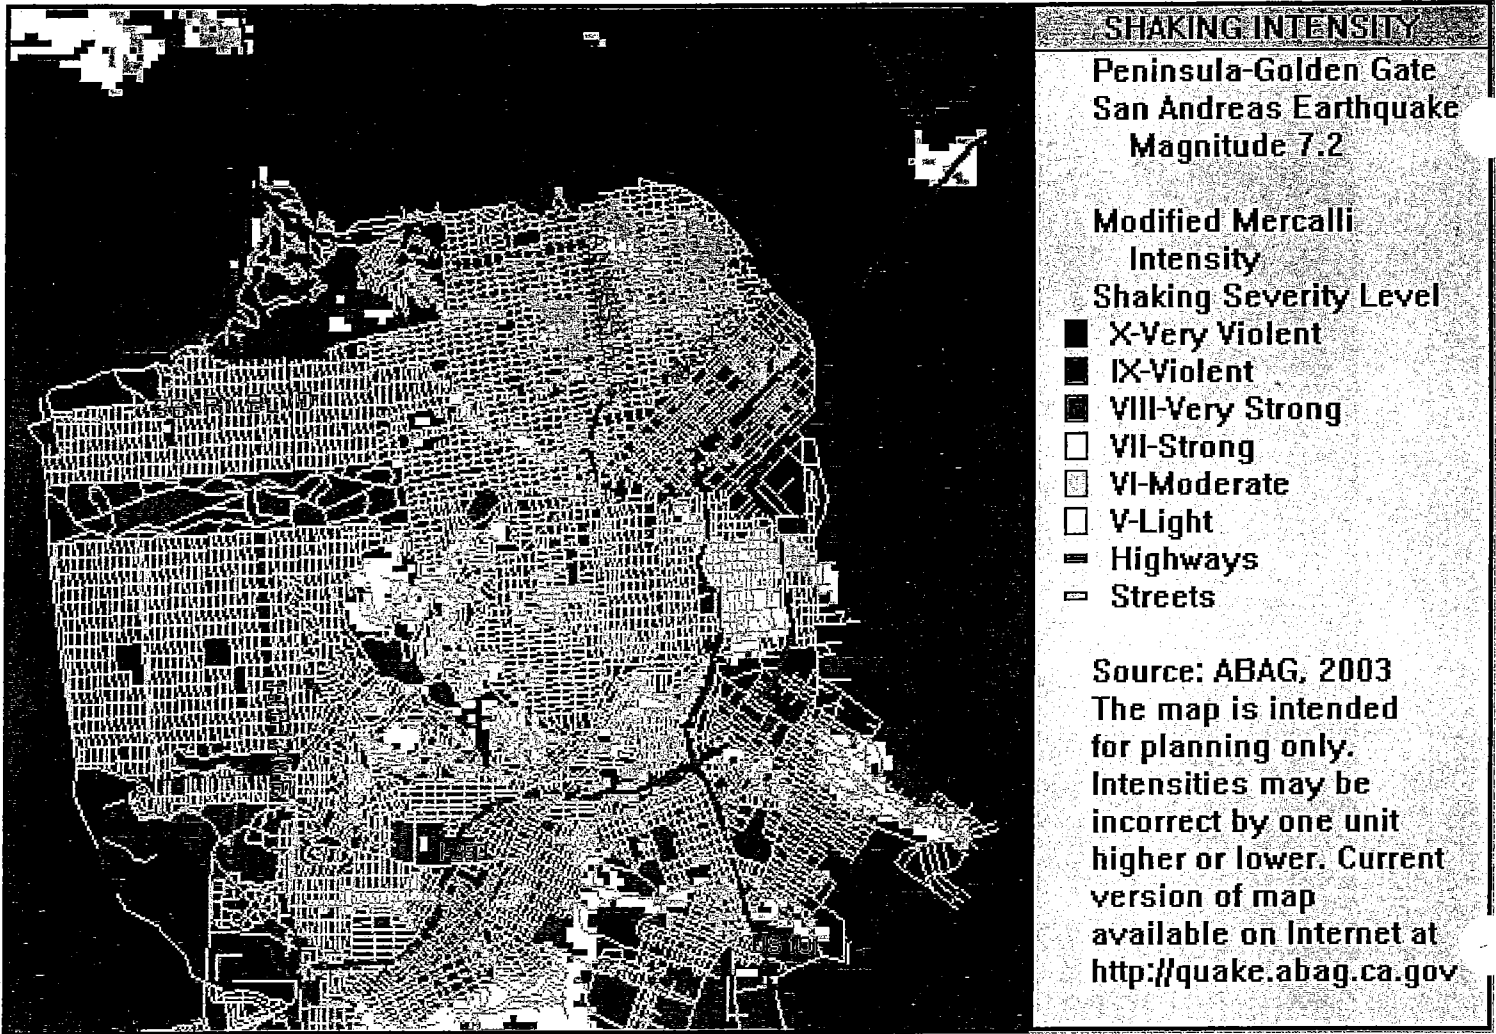 SHAKING INTENSITY
Peninsula-Golden Gate
San Andreas Earthquake
Magnitude 7.2
Modified Mercalli
Intensity
Shaking Severity Level
X-Very Violent
IX-Violent
VIII-Very Strong
VII-Strong
VI-Moderate
V-Light
Highways
Streets
Source: ABAG, 2003
The map is intended
for planning only.
Intensities may be
incorrect by one unit
higher or lower. Current
version of map
available on Internet at
http://quake.abag.ca.gov